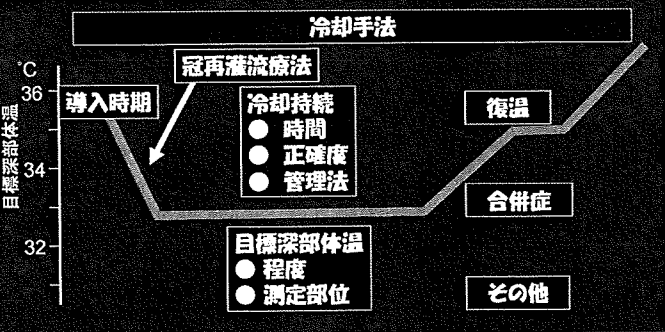 冷却手法
冠再灌流療法
℃
36
導入時期
冷却持続
● 時間
● 正確度
● 管理法
復温
34
目標深部体温
合併症
目標深部体温
● 程度
● 測定部位
32
その他